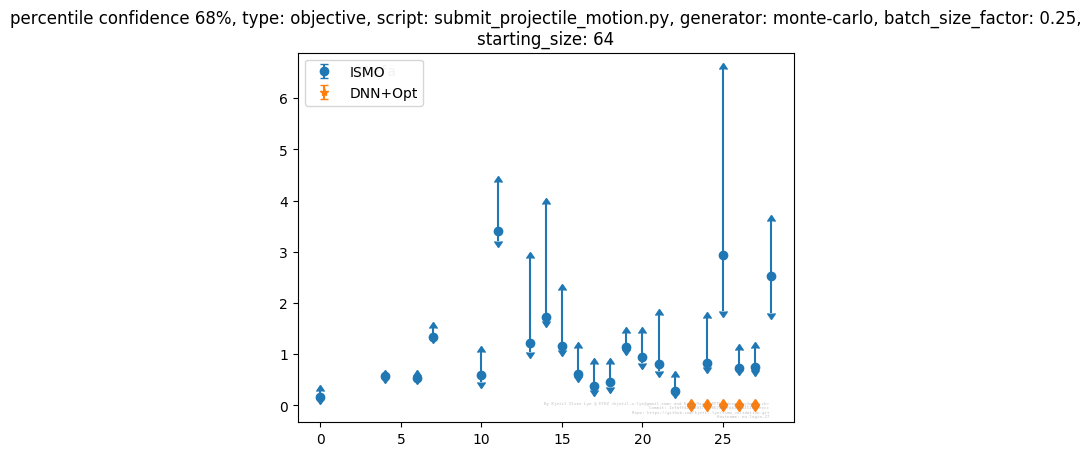 percentile confidence 68%, type: objective, script: submit_projectile_motion.py, generator: monte-carlo, batch_size_factor: 0.25,
starting_size: 64
ISMO
DNN+Opt
6
5
4
3
2
1
0
0 5 10 15 20 25